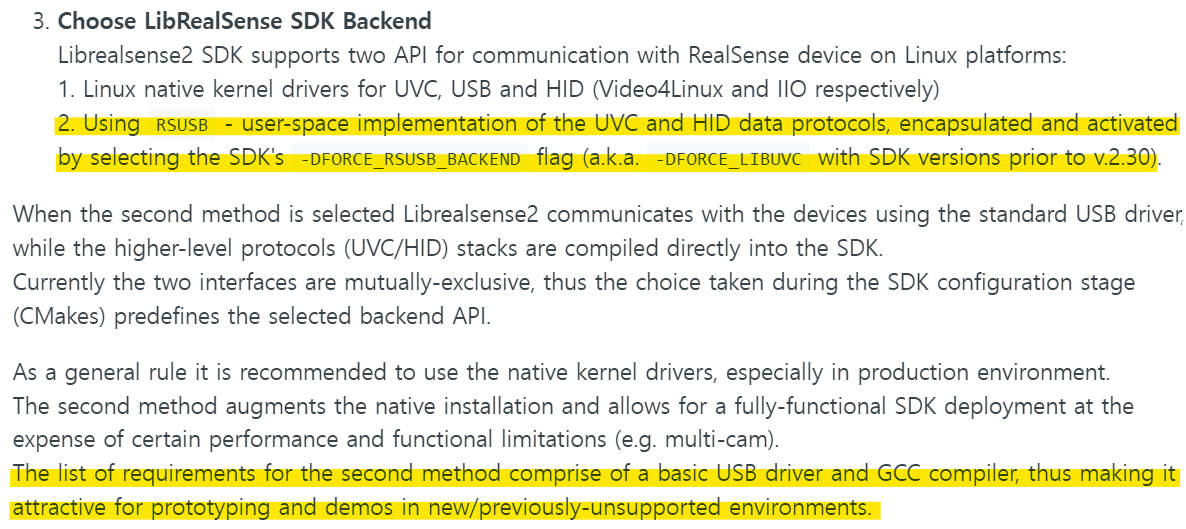 3. Choose LibRealSense SDK Backend
Librealsense2 SDK supports two API for communication with RealSense device on Linux platforms:
1. Linux native kernel drivers for UVC, USB and HID (Video4Linux and IIO respectively)
2. Using RSUSB - user-space implementation of the UVC and HID data protocols, encapsulated and activated
by selecting the SDK's -DFORCE_RSUSB_BACKEND flag (a.k.a. -DFORCE_LIBUVC with SDK versions prior to v.2.30).
When the second method is selected Librealsense2 communicates with the devices using the standard USB driver,
while the higher-level protocols (UVC/HID) stacks are compiled directly into the SDK.
Currently the two interfaces are mutually-exclusive, thus the choice taken during the SDK configuration stage
(CMakes) predefines the selected backend API.
As a general rule it is recommended to use the native kernel drivers, especially in production environment.
The second method augments the native installation and allows for a fully-functional SDK deployment at the
expense of certain performance and functional limitations (e.g. multi-cam).
The list of requirements for the second method comprise of a basic USB driver and GCC compiler, thus making it
attractive for prototyping and demos in new/previously-unsupported environments.